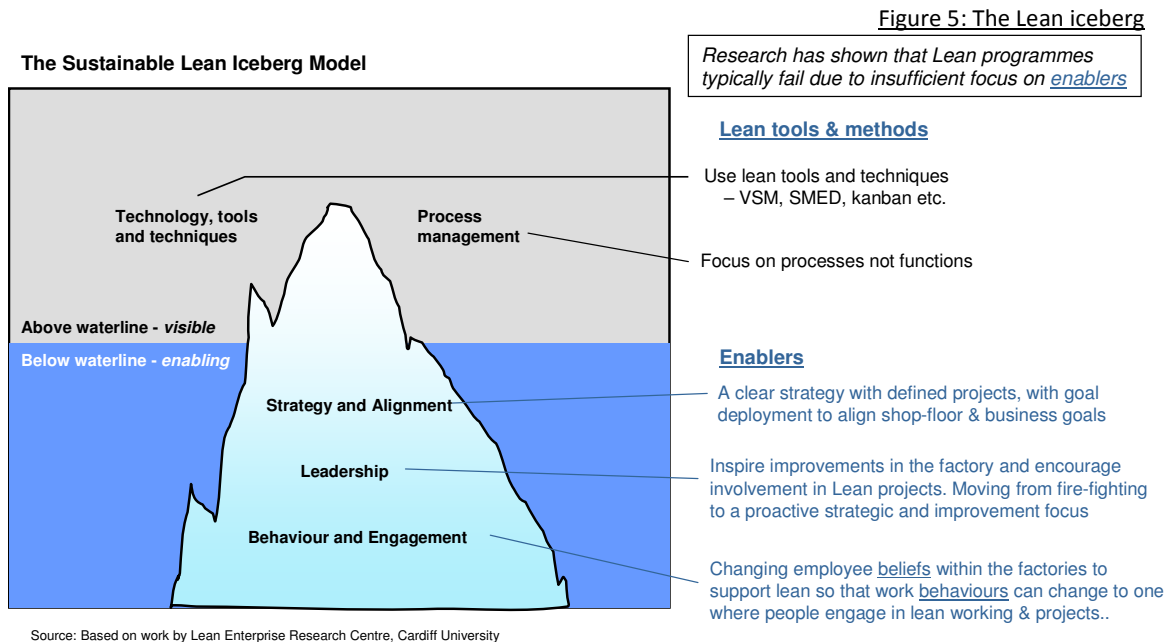 Figure 5: The Lean iceberg
The Sustainable Lean Iceberg Model
Research has shown that Lean programmes
typically fail due to insufficient focus on enablers
Lean tools & methods
Use lean tools and techniques
– VSM, SMED, kanban etc.
Technology, tools
and techniques
Process
management
Focus on processes not functions
Above waterline - visible
Below waterline - enabling
Enablers
Strategy and Alignment
A clear strategy with defined projects, with goal
deployment to align shop-floor & business goals
Leadership
Inspire improvements in the factory and encourage
involvement in Lean projects. Moving from fire-fighting
to a proactive strategic and improvement focus
Behaviour and Engagement
Changing employee beliefs within the factories to
support lean so that work behaviours can change to one
where people engage in lean working & projects..
Source: Based on work by Lean Enterprise Research Centre, Cardiff University